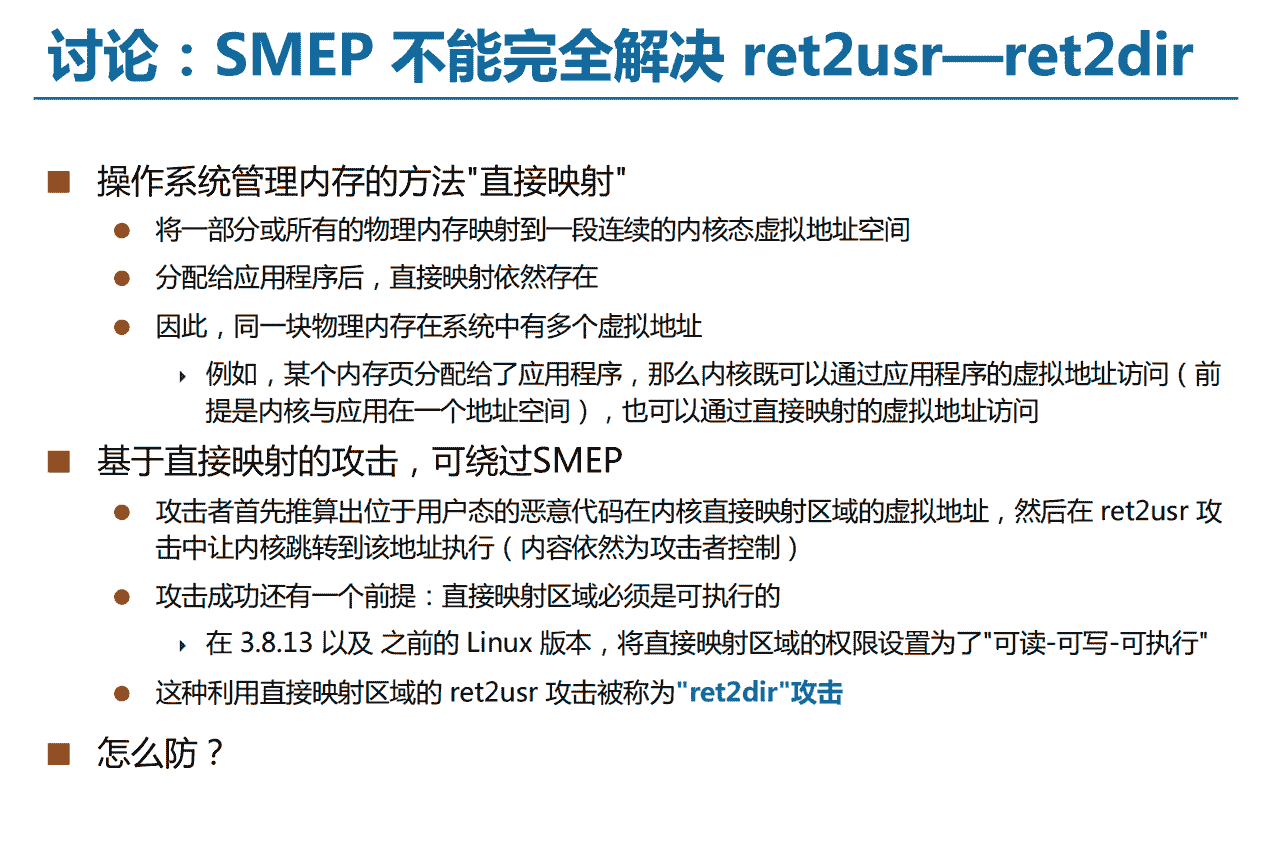 讨论：SMEP 不能完全解决 ret2usr—ret2dir
操作系统管理内存的方法"直接映射"
将一部分或所有的物理内存映射到一段连续的内核态虚拟地址空间
分配给应用程序后，直接映射依然存在
因此，同一块物理内存在系统中有多个虚拟地址
例如，某个内存页分配给了应用程序，那么内核既可以通过应用程序的虚拟地址访问（前
提是内核与应用在一个地址空间），也可以通过直接映射的虚拟地址访问
基于直接映射的攻击，可绕过SMEP
攻击者首先推算出位于用户态的恶意代码在内核直接映射区域的虚拟地址，然后在 ret2usr 攻
击中让内核跳转到该地址执行（内容依然为攻击者控制）
攻击成功还有一个前提：直接映射区域必须是可执行的
在 3.8.13 以及 之前的 Linux 版本，将直接映射区域的权限设置为了"可读-可写-可执行"
这种利用直接映射区域的 ret2usr 攻击被称为"ret2dir"攻击
怎么防？